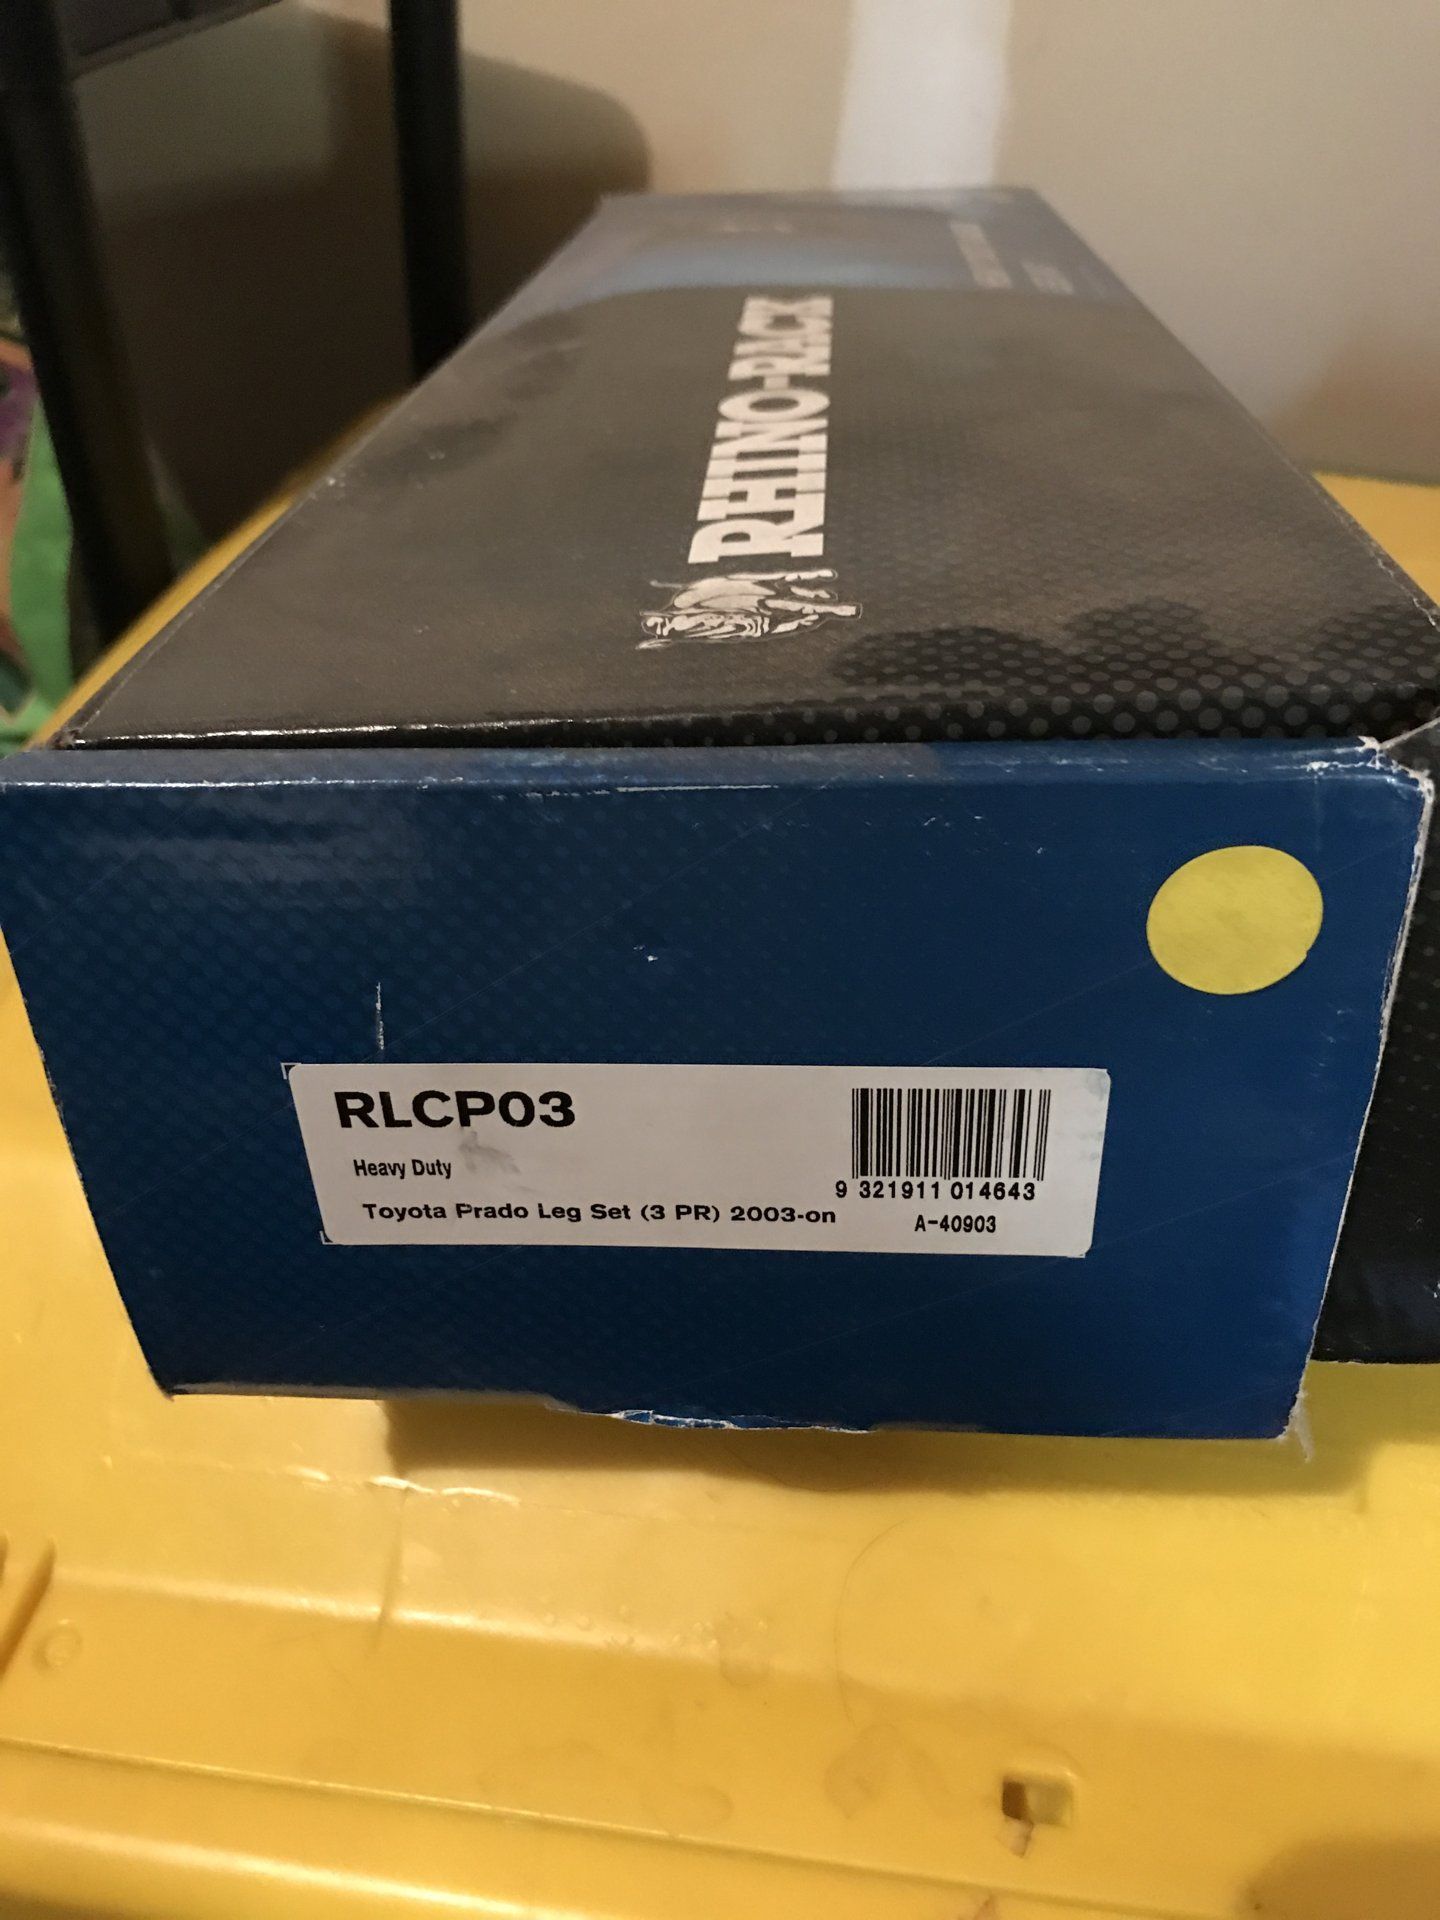 RHINO-RACK
RLCP03
Heavy Duty
Toyota Prado Leg Set (3 PR) 2003-on
9 321911 014643
A-40903